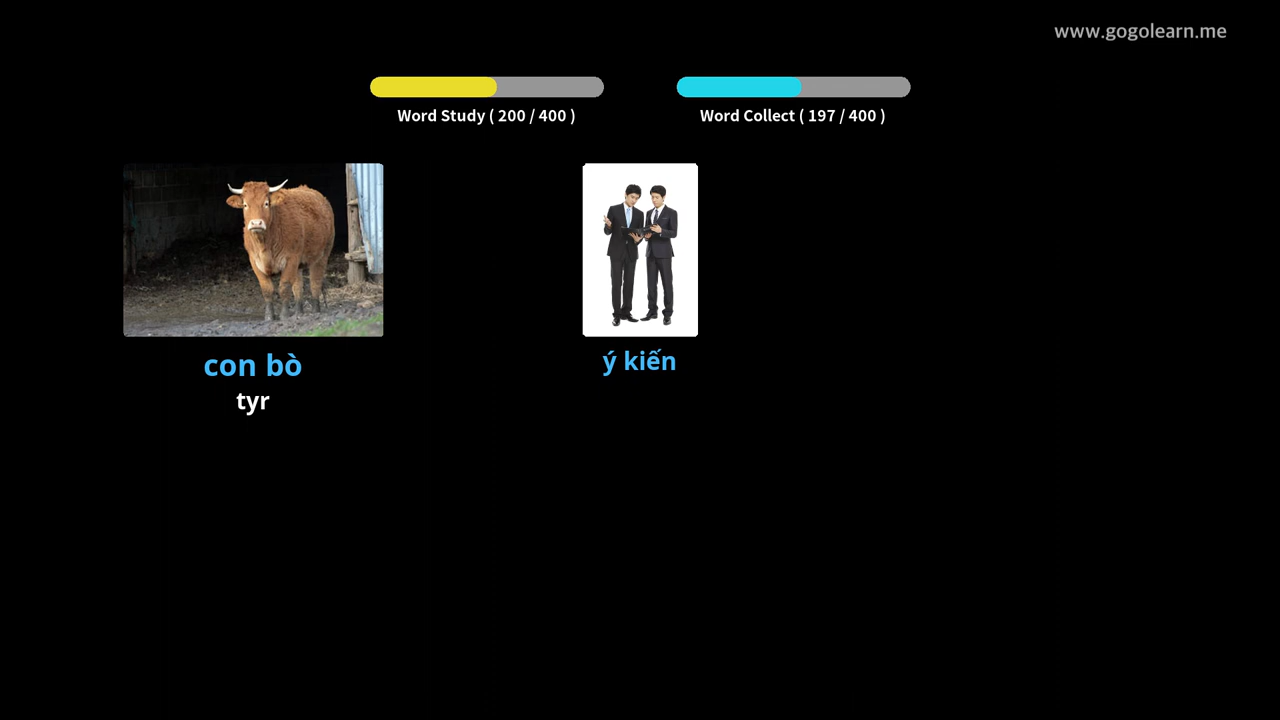 www.gogolearn.me
Word Study ( 200 / 400 )
Word Collect ( 197 / 400 )
con bò
tyr
ý kiến